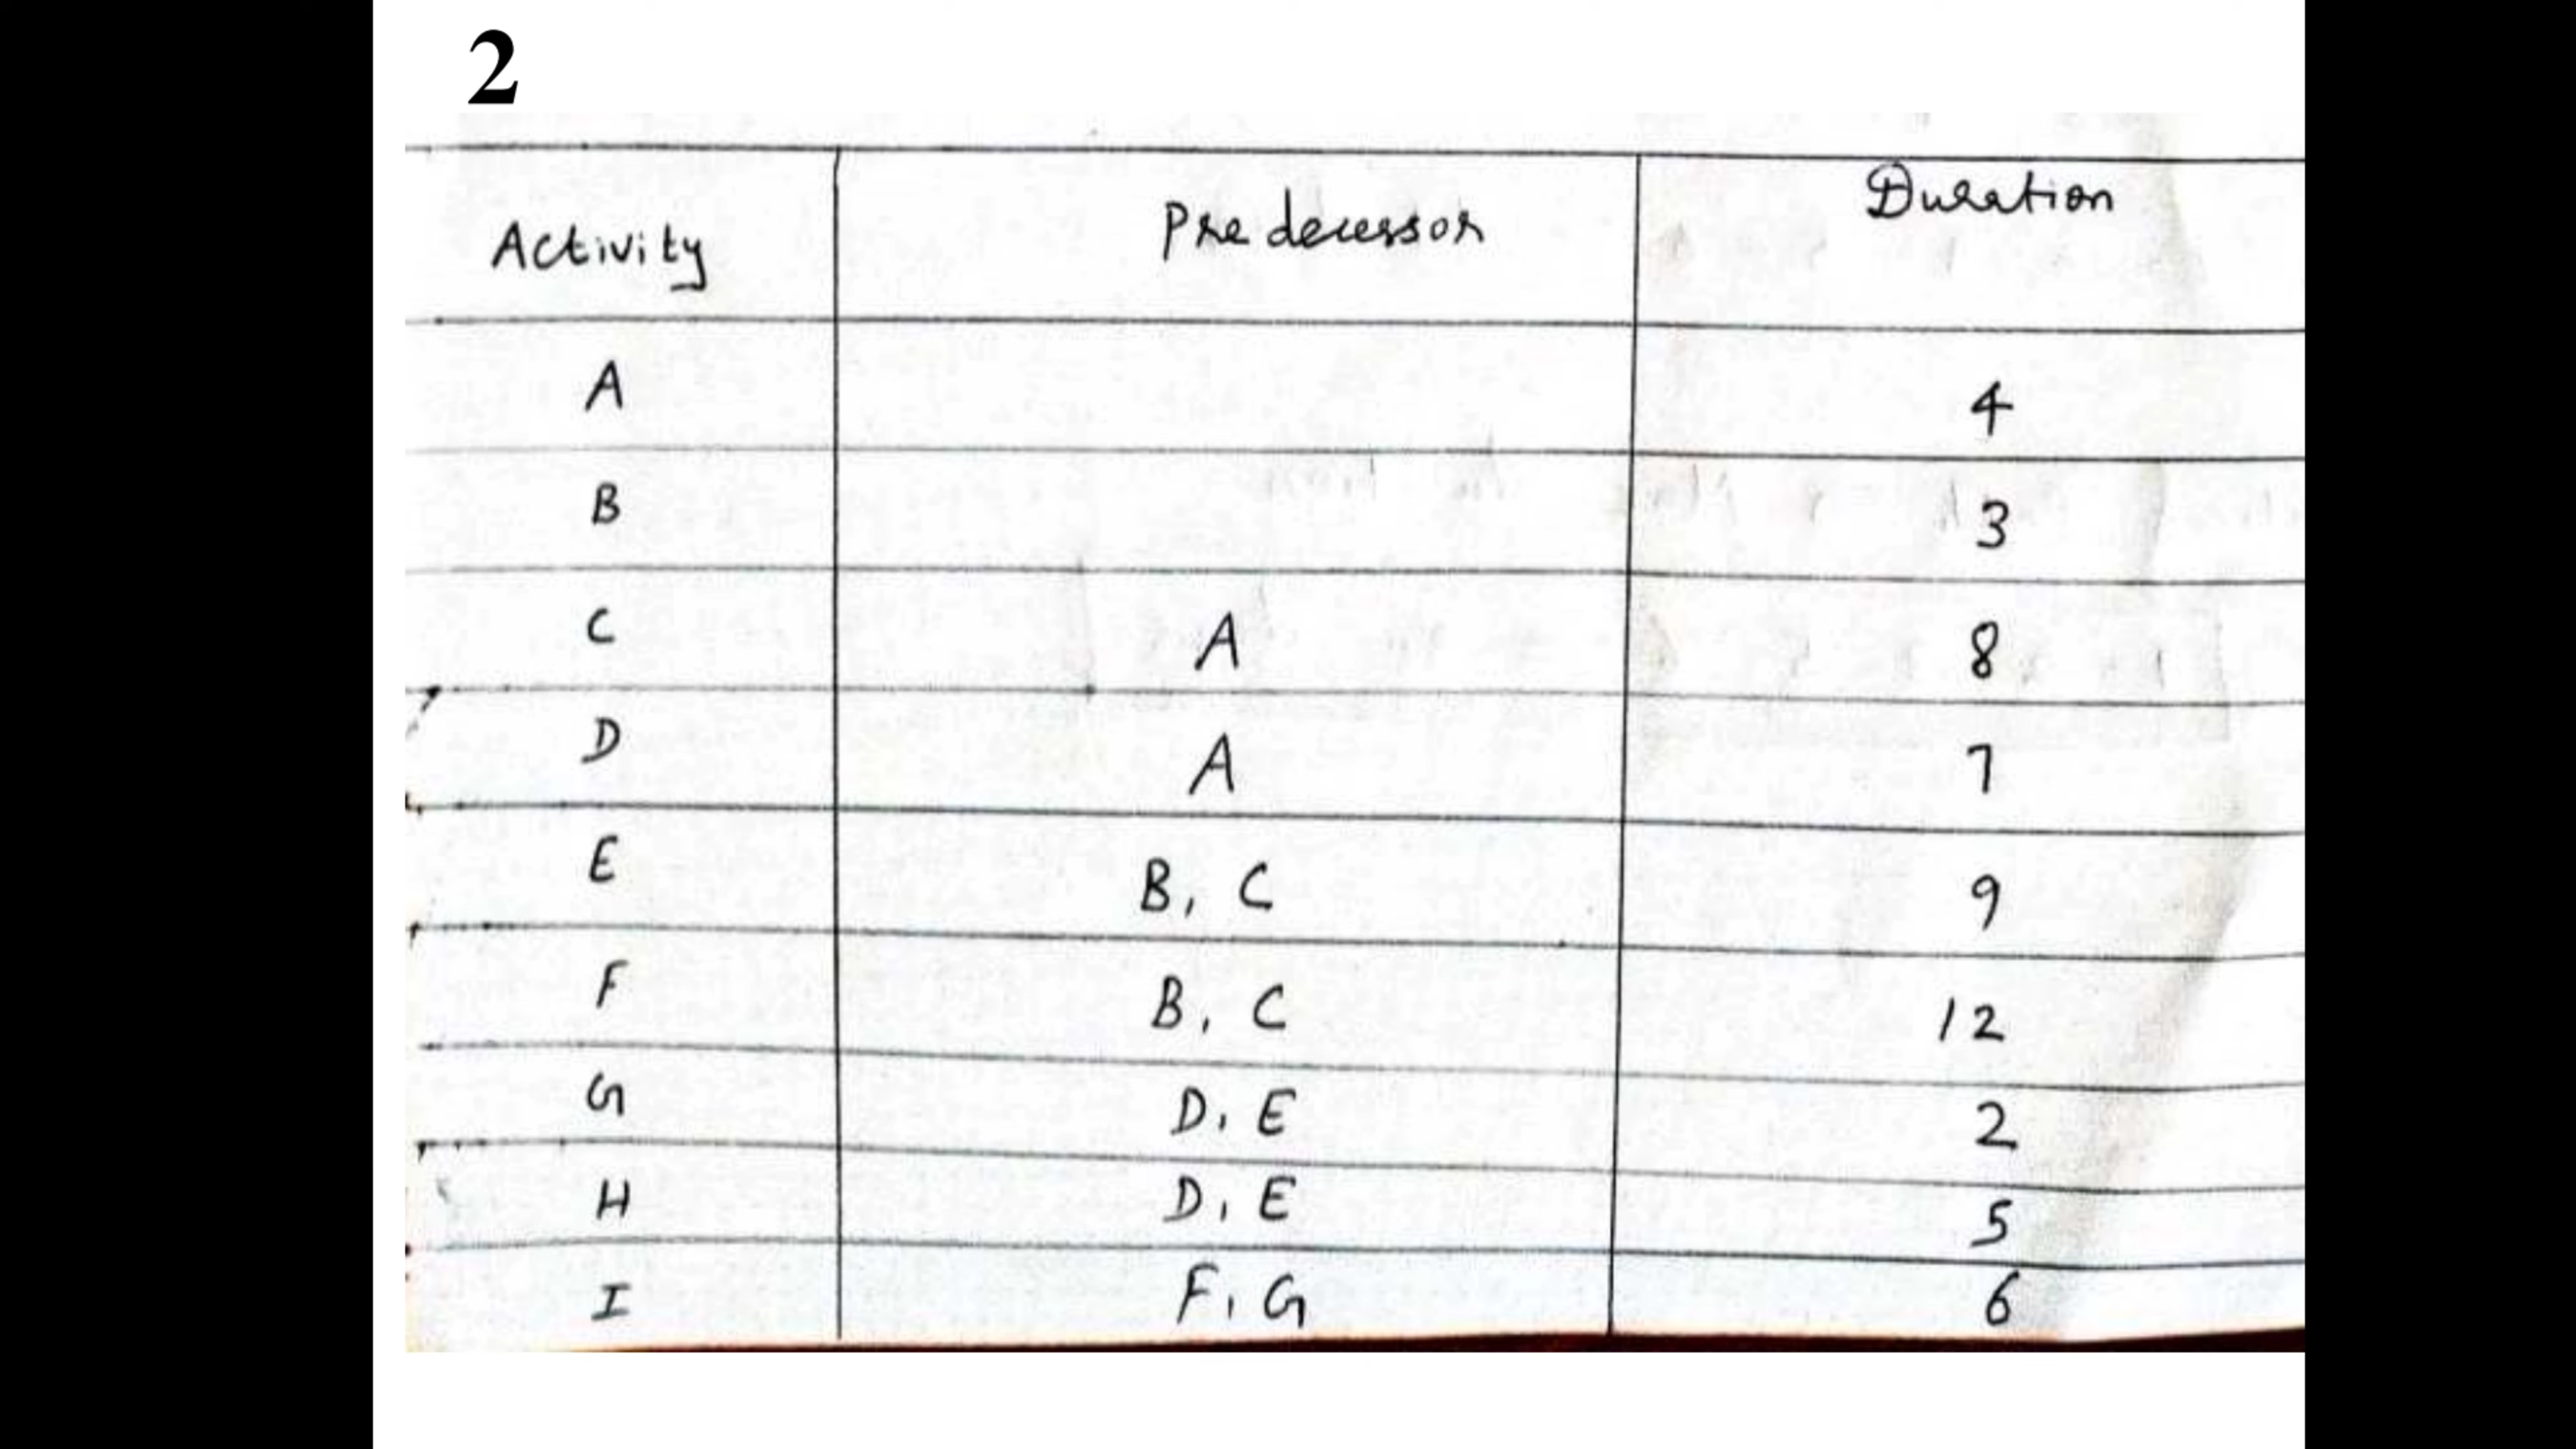 2
Activity Predecessor Duration
A 4
B 3
C A 8
D A 7
E B, C 9
F B, C 12
G D, E 2
H D, E 5
I F, G 6